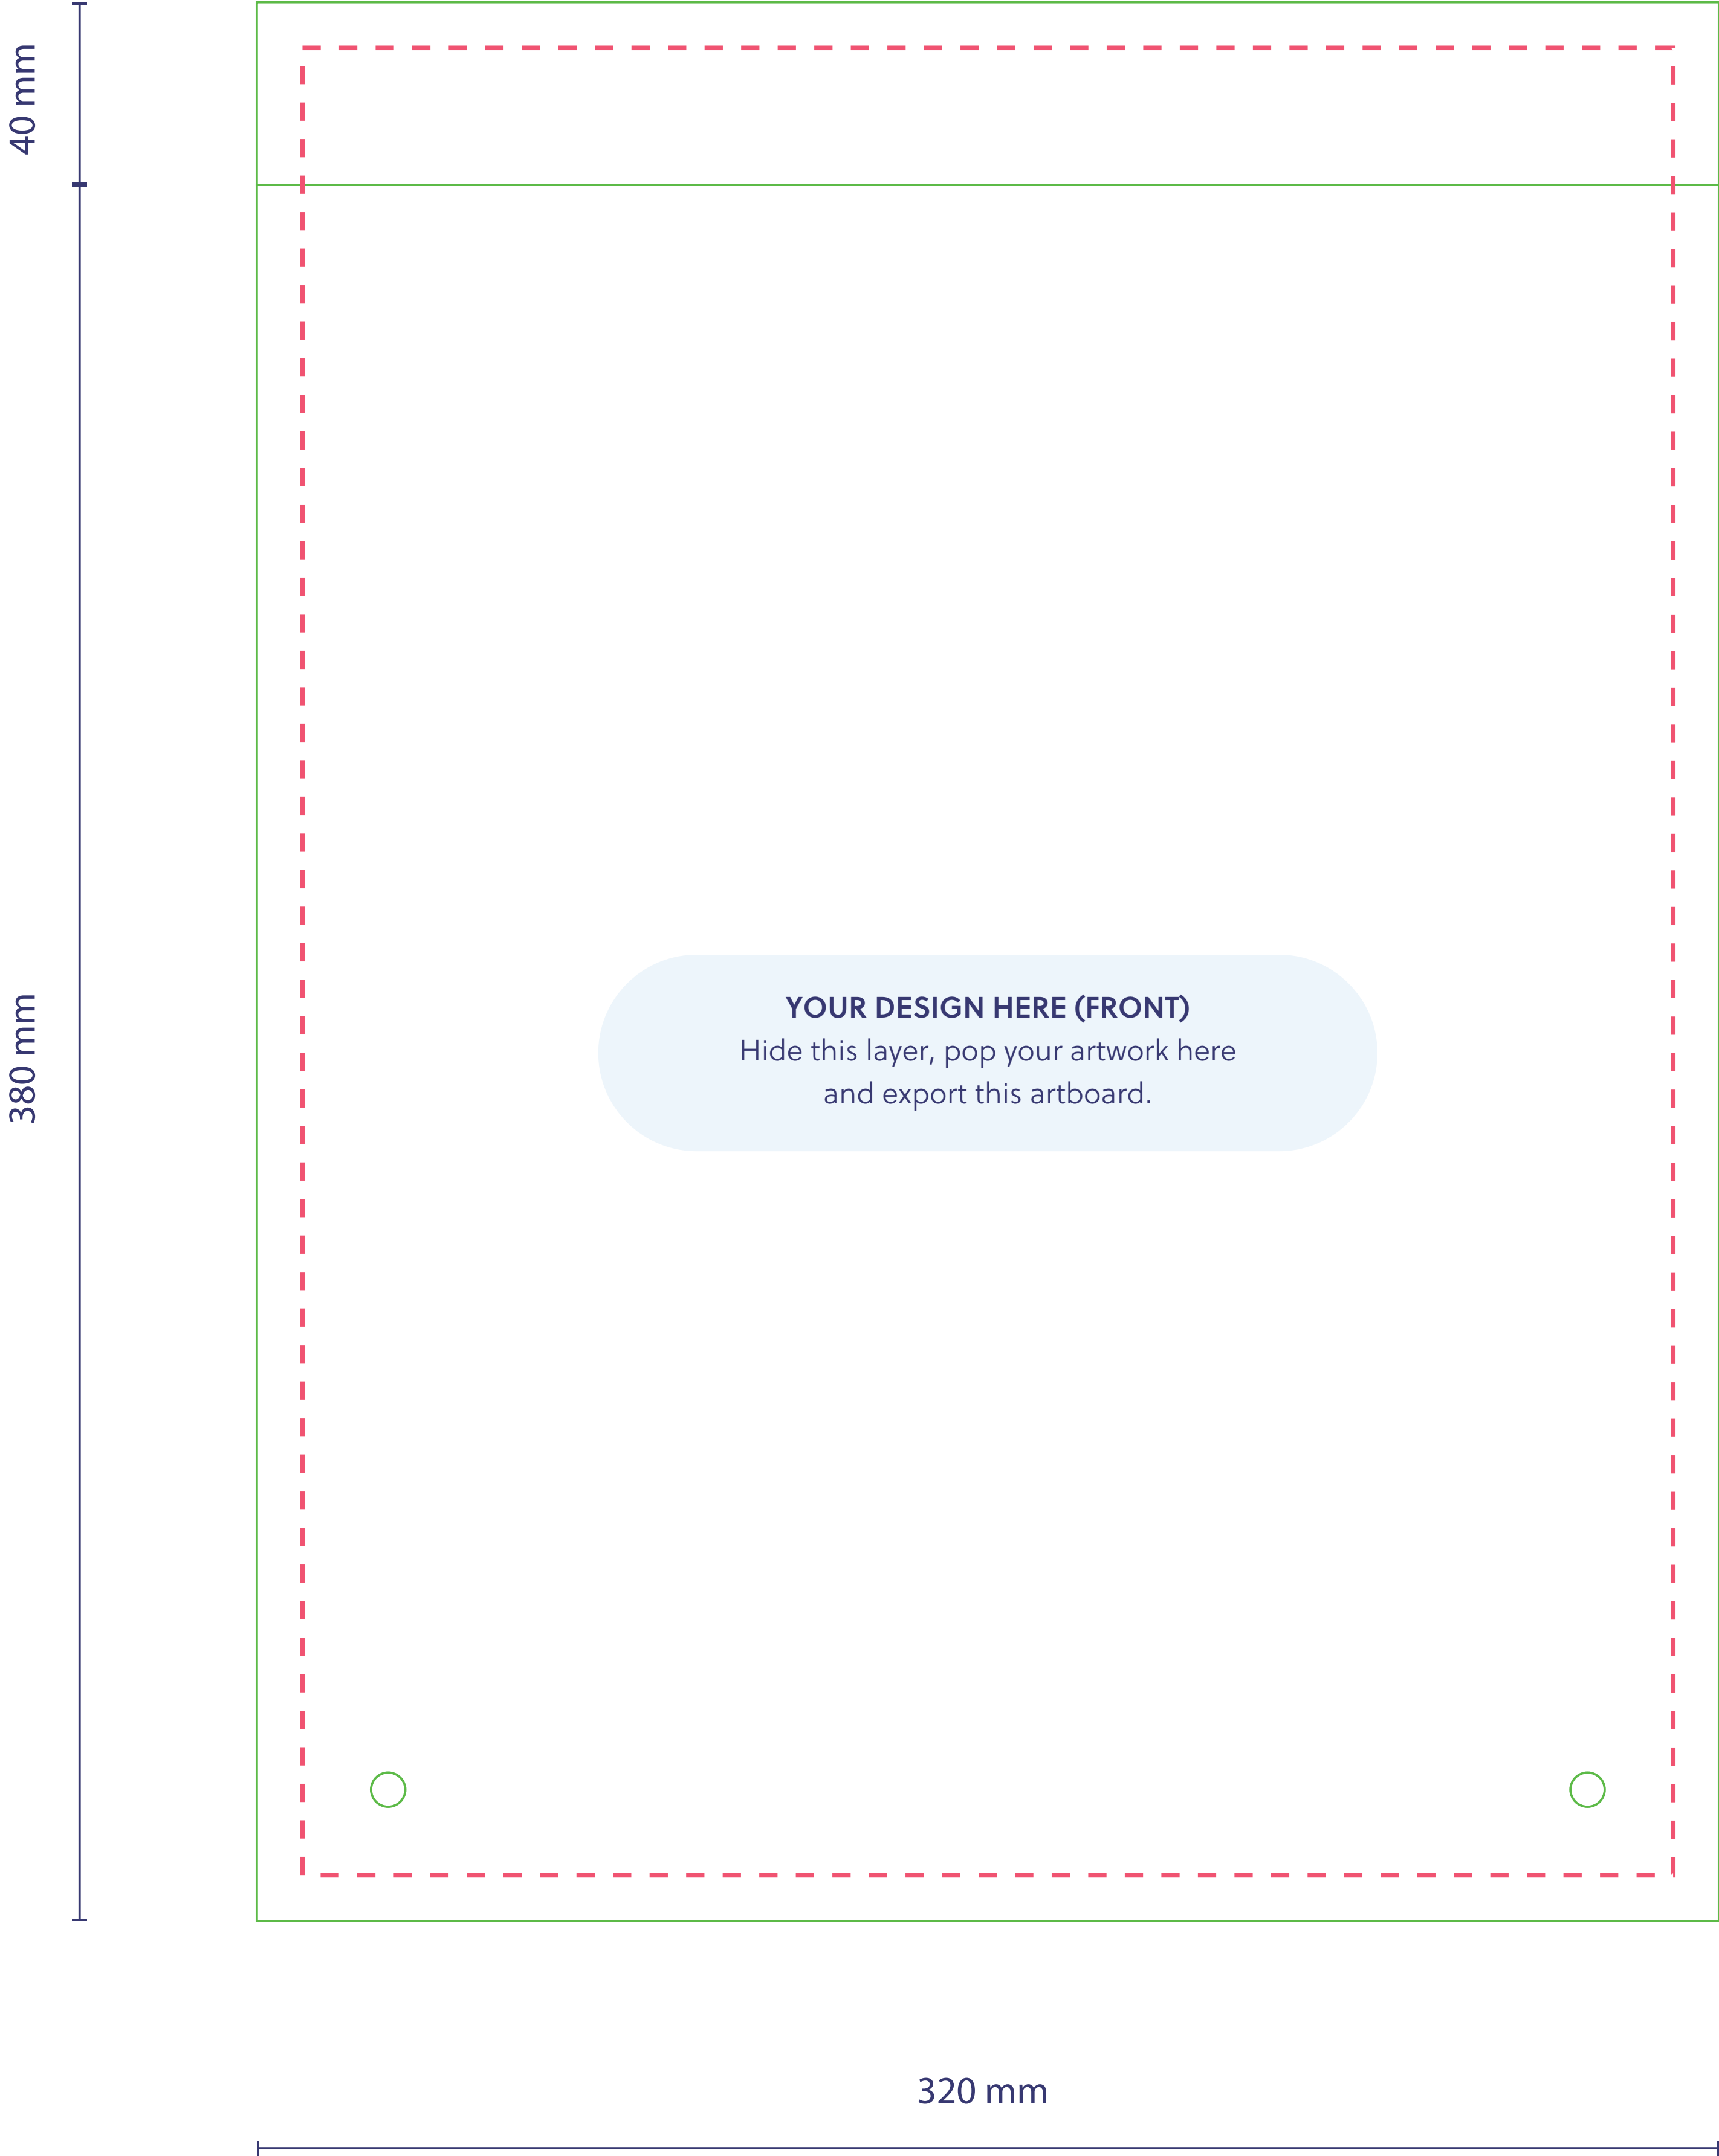 40 mm
380 mm
YOUR DESIGN HERE (FRONT)
Hide this layer, pop your artwork here
and export this artboard.
320 mm